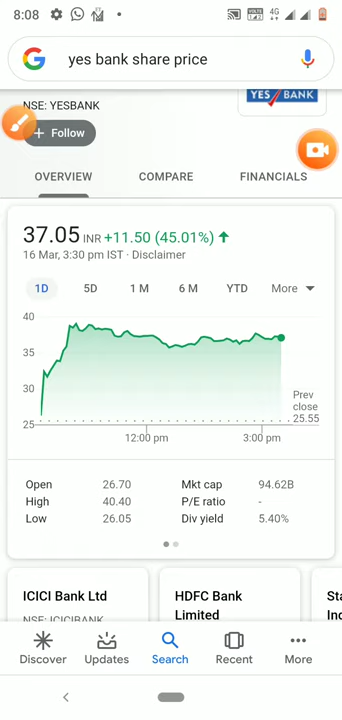 8:08
4G
yes bank share price
NSE: YESBANK
YES BANK
+ Follow
OVERVIEW COMPARE FINANCIALS
37.05 INR +11.50 (45.01%) ↑
16 Mar, 3:30 pm IST · Disclaimer
1D 5D 1 M 6 M YTD More
40
35
30
25
Prev
close
25.55
12:00 pm 3:00 pm
Open 26.70 Mkt cap 94.62B
High 40.40 P/E ratio -
Low 26.05 Div yield 5.40%
ICICI Bank Ltd
NSE: ICICIBANK
HDFC Bank
Limited
Sta
Inc
Discover Updates Search Recent More